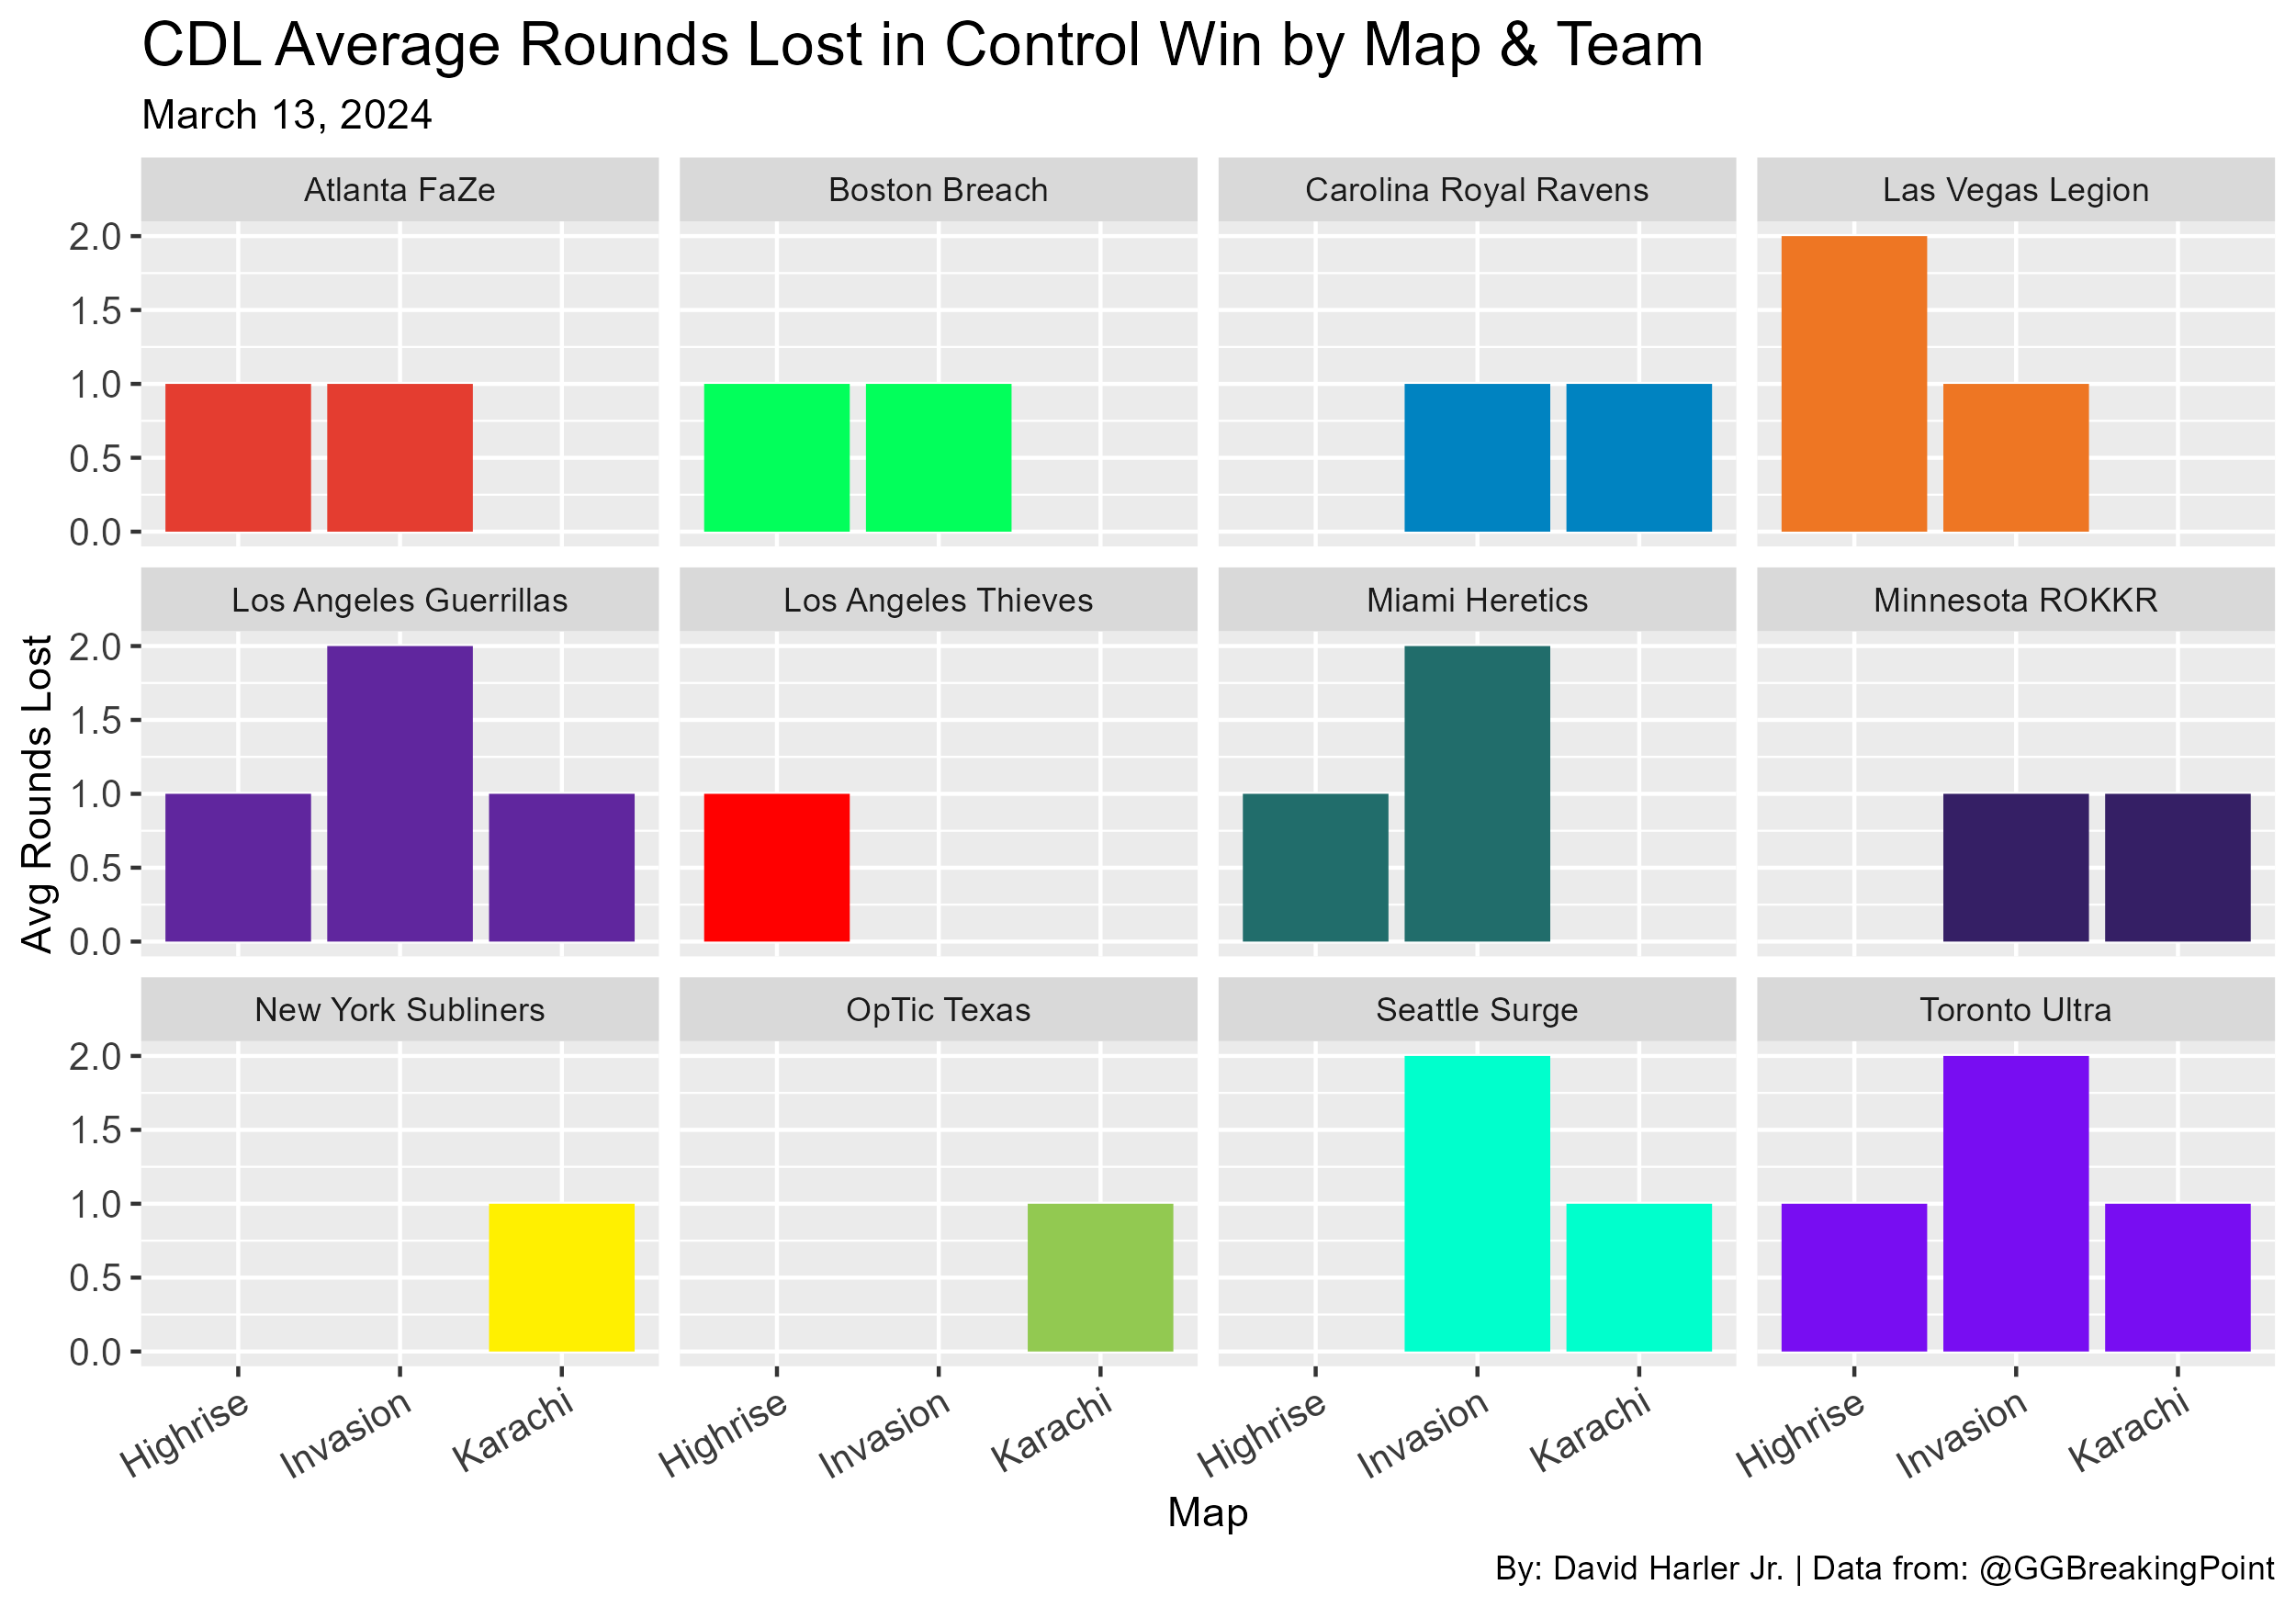 CDL Average Rounds Lost in Control Win by Map & Team
March 13, 2024
Atlanta FaZe
Boston Breach
Carolina Royal Ravens
Las Vegas Legion
2.0
1.5
1.0
0.5
0.0
Los Angeles Guerrillas
Los Angeles Thieves
Miami Heretics
Minnesota ROKKR
2.0
1.5
1.0
0.5
0.0
Avg Rounds Lost
New York Subliners
OpTic Texas
Seattle Surge
Toronto Ultra
2.0
1.5
1.0
0.5
0.0
Highrise
Invasion
Karachi
Highrise
Invasion
Karachi
Highrise
Invasion
Karachi
Highrise
Invasion
Karachi
Map
By: David Harler Jr. | Data from: @GGBreakingPoint